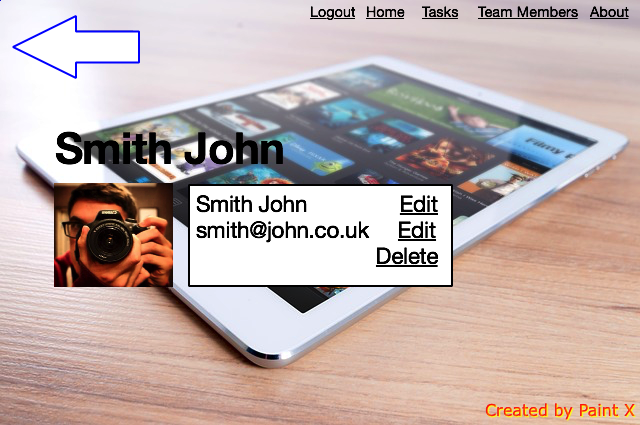 Logout Home Tasks Team Members About
Smith John
Smith John Edit
smith@john.co.uk Edit
Delete
Created by Paint X